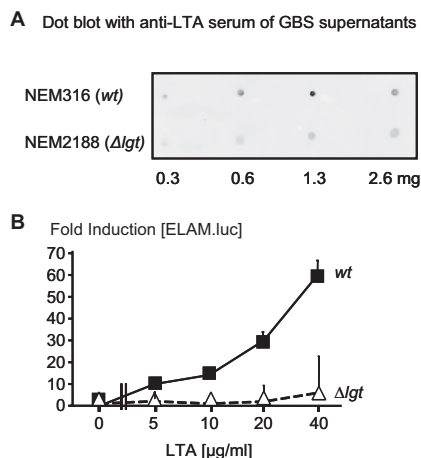 A Dot blot with anti-LTA serum of GBS supernatants
NEM316 (wt)
NEM2188 (Δlgt)
0.3 0.6 1.3 2.6 mg
B Fold Induction [ELAM.luc]
70
60
50
40
30
20
10
0
wt
Δlgt
0 5 10 20 40
LTA [µg/ml]